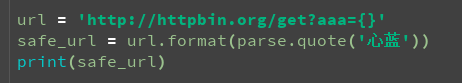 url = 'http://httpbin.org/get?aaa={}'
safe_url = url.format(parse.quote('心蓝'))
print(safe_url)